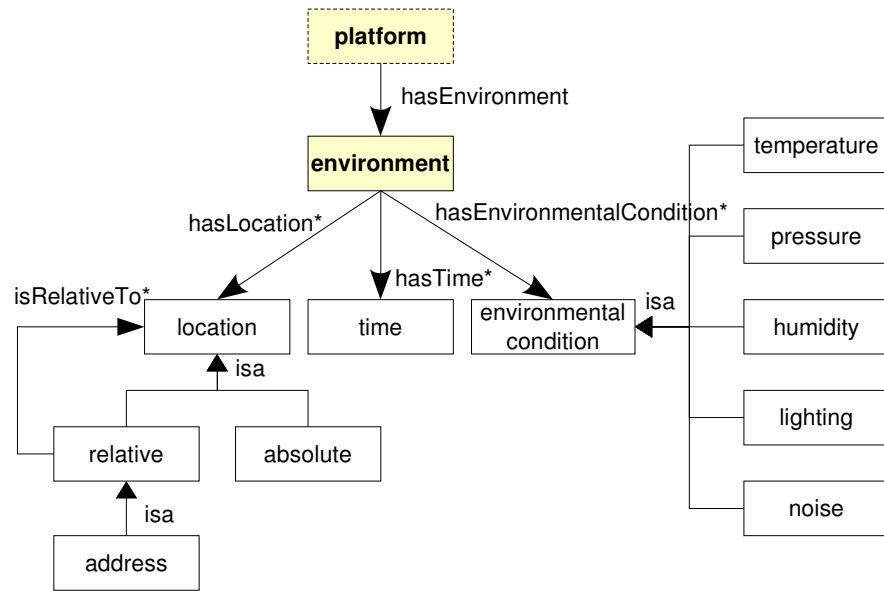 platform
hasEnvironment
environment
temperature
hasLocation*
hasEnvironmentalCondition*
pressure
hasTime*
isRelativeTo*
location
time
environmental
condition
isa
humidity
isa
relative
absolute
lighting
isa
noise
address